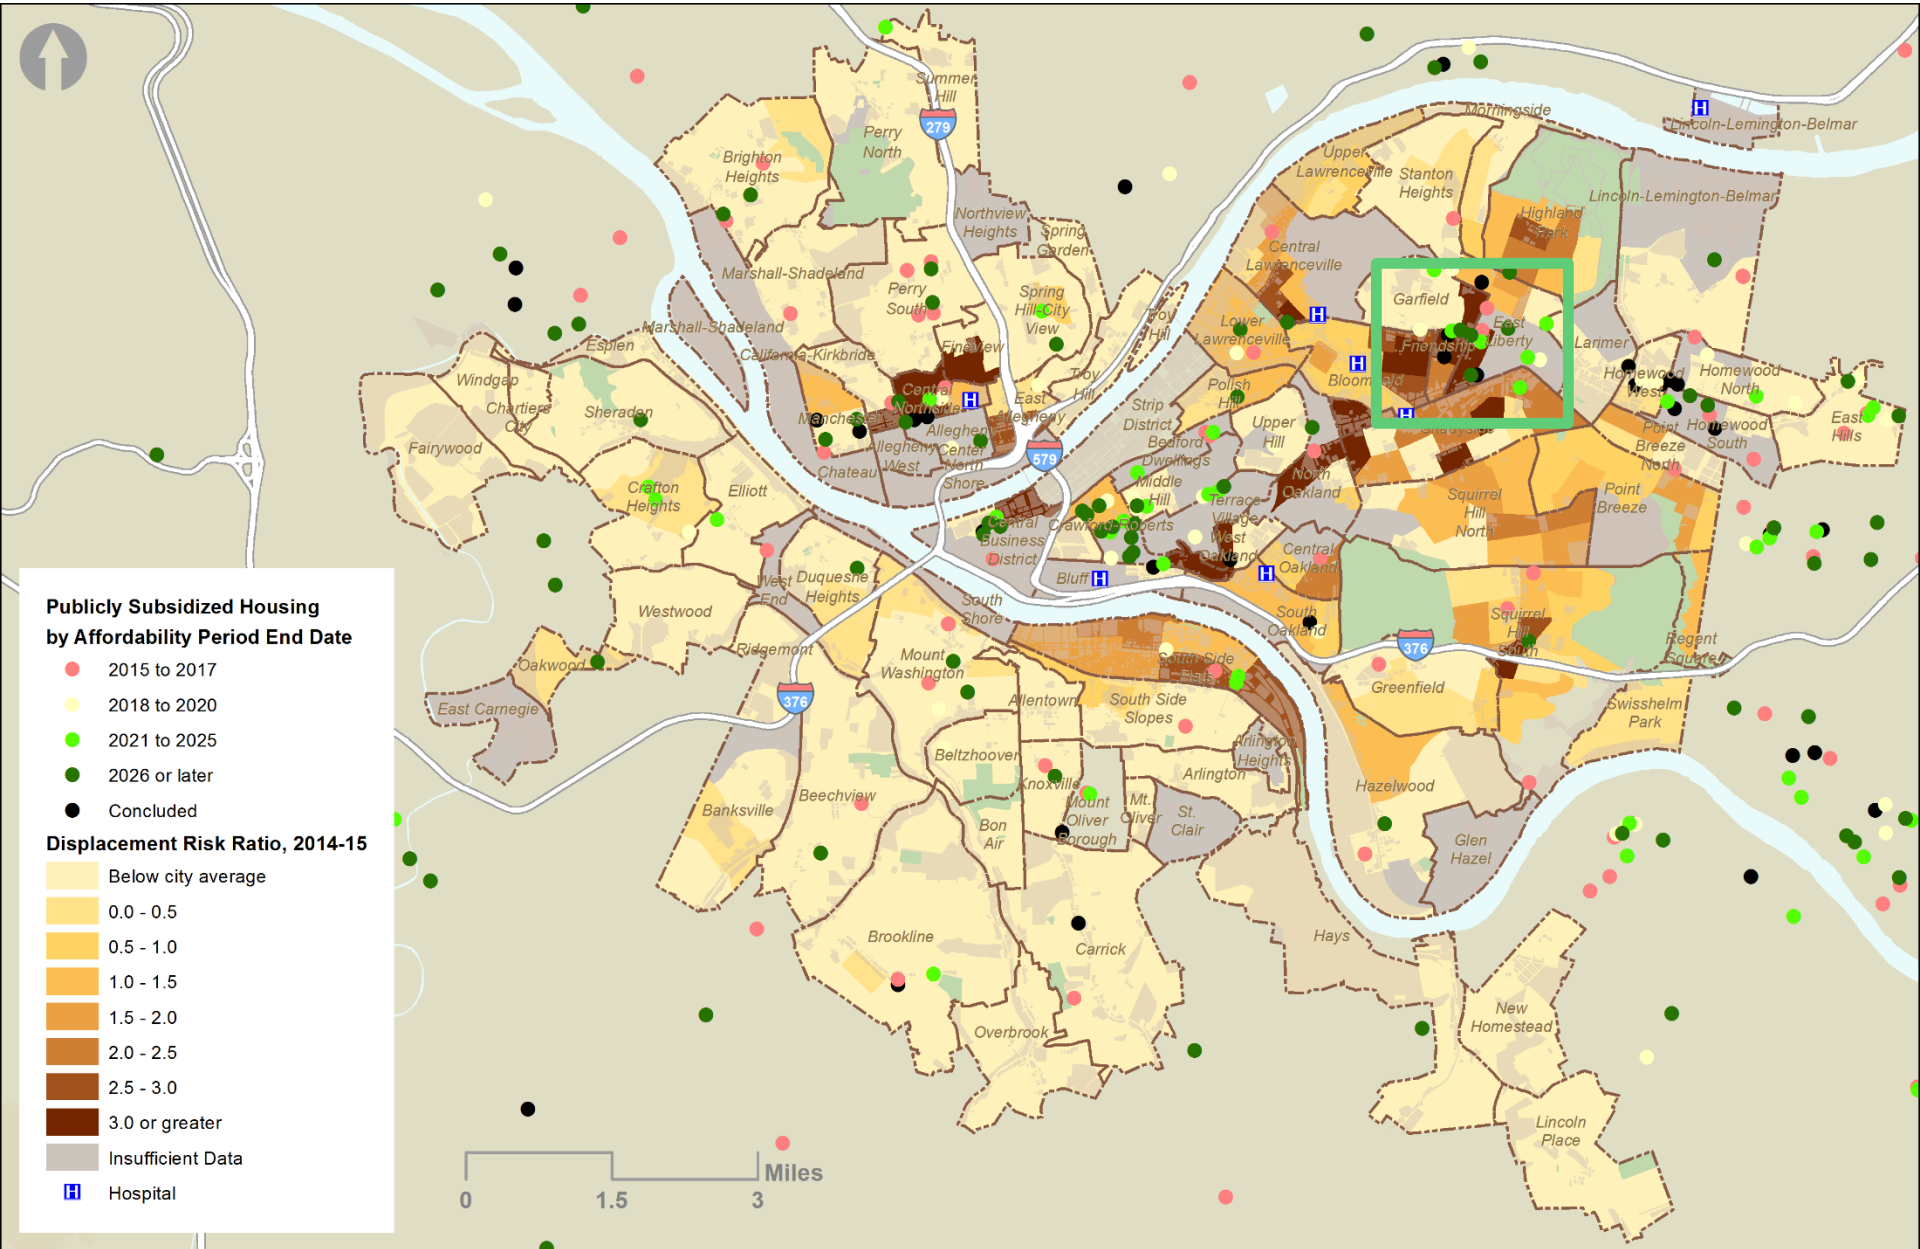 Summer
Hill
279
Perry
North
Brighton
Heights
Northview
Heights
Spring
Garden
Marshall-Shadeland
Perry
South
Spring
Hill-City
View
Marshall-Shadeland
Troy
Hill
Esplen
California-Kirkbride
Fineview
Troy
Hill
Windgap
Chartiers
City
Sheraden
Fairywood
Central
Northside
Manchester
East
Allegheny
Allegheny
West
Allegheny
Center
North
Shore
Chateau
579
Strip
District
Polish
Hill
Bedford
Dwellings
Upper
Hill
Middle
Hill
Crawford-Roberts
Terrace
Village
West
Oakland
North
Oakland
Central
Oakland
South
Oakland
Bluff
Central
Business
District
Crafton
Heights
Elliott
West
End
Duquesne
Heights
South
Shore
Westwood
Ridgemont
Oakwood
East Carnegie
376
Mount
Washington
Allentown
South Side
Flats
South Side
Slopes
Arlington
Heights
Arlington
Beltzhoover
Knoxville
Mount
Oliver
Borough
Mt.
Oliver
St.
Clair
Bon
Air
Beechview
Banksville
Brookline
Carrick
Overbrook
Hays
New
Homestead
Lincoln
Place
Glen
Hazel
Hazelwood
Greenfield
376
Swisshelm
Park
Regent
Square
Squirrel
Hill
South
Squirrel
Hill
North
Point
Breeze
Point
Breeze
North
Homewood
South
Homewood
West
Homewood
North
East
Hills
Larimer
East
Liberty
Garfield
Friendship
Bloomfield
Shadyside
Lower
Lawrenceville
Central
Lawrenceville
Upper
Lawrenceville
Stanton
Heights
Morningside
Highland
Park
Lincoln-Lemington-Belmar
Lincoln-Lemington-Belmar
Publicly Subsidized Housing
by Affordability Period End Date
2015 to 2017
2018 to 2020
2021 to 2025
2026 or later
Concluded
Displacement Risk Ratio, 2014-15
Below city average
0.0 - 0.5
0.5 - 1.0
1.0 - 1.5
1.5 - 2.0
2.0 - 2.5
2.5 - 3.0
3.0 or greater
Insufficient Data
H Hospital
Miles
0 1.5 3